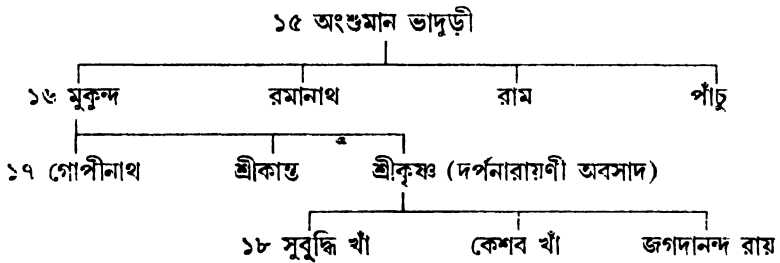 ১৫ অংশুমান ভাদুড়ী
১৬ মুকুন্দ রমানাথ রাম পাঁচু
১৭ গোপীনাথ শ্রীকান্ত শ্রীকৃষ্ণ (দর্পনারায়ণী অবসাদ)
১৮ সুবুদ্ধি খাঁ কেশব খাঁ জগদানন্দ রায়